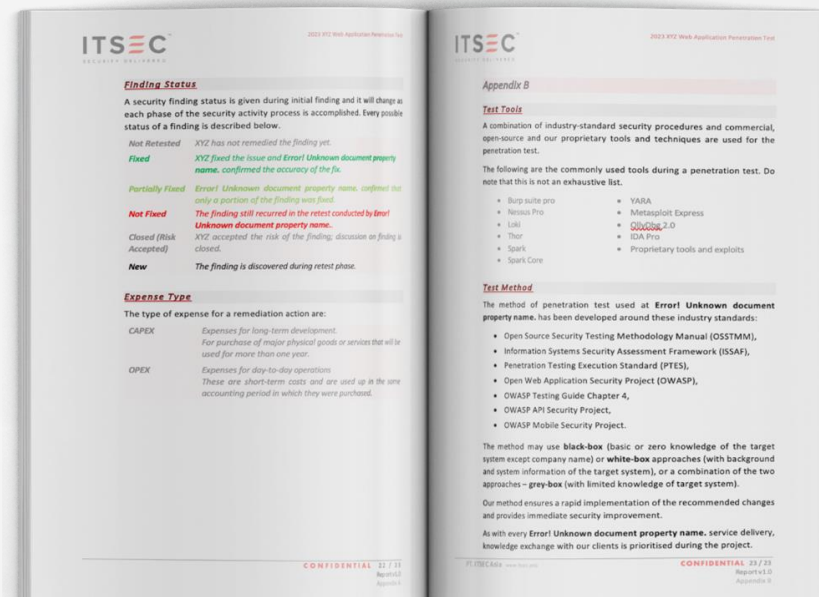 ITSEC
SECURITY DELIVERED
2023 XYZ Web Application Penetration Test
Finding Status
A security finding status is given during initial finding and it will change as
each phase of the security activity process is accomplished. Every possible
status of a finding is described below.
Not Retested XYZ has not remedied the finding yet.
Fixed XYZ fixed the issue and Error! Unknown document property
name. confirmed the accuracy of the fix.
Partially Fixed Error! Unknown document property name. confirmed that
only a portion of the finding was fixed.
Not Fixed The finding still recurred in the retest conducted by Error!
Unknown document property name..
Closed (Risk XYZ accepted the risk of the finding; discussion on finding is
Accepted) closed.
New The finding is discovered during retest phase.
Expense Type
The type of expense for a remediation action are:
CAPEX Expenses for long-term development.
For purchase of major physical goods or services that will be
used for more than one year.
OPEX Expenses for day-to-day operations
These are short-term costs and are used up in the same
accounting period in which they were purchased.
CONFIDENTIAL 22 / 23
Report v1.0
Appendix B
ITSEC
SECURITY DELIVERED
2023 XYZ Web Application Penetration Test
Appendix B
Test Tools
A combination of industry-standard security procedures and commercial,
open-source and our proprietary tools and techniques are used for the
penetration test.
The following are the commonly used tools during a penetration test. Do
note that this is not an exhaustive list.
• Burp suite pro
• Nessus Pro
• Loki
• Thor
• Spark
• Spark Core
• YARA
• Metasploit Express
• OllyDbg 2.0
• IDA Pro
• Proprietary tools and exploits
Test Method
The method of penetration test used at Error! Unknown document
property name. has been developed around these industry standards:
• Open Source Security Testing Methodology Manual (OSSTMM),
• Information Systems Security Assessment Framework (ISSAF),
• Penetration Testing Execution Standard (PTES),
• Open Web Application Security Project (OWASP),
• OWASP Testing Guide Chapter 4,
• OWASP API Security Project,
• OWASP Mobile Security Project.
The method may use black-box (basic or zero knowledge of the target
system except company name) or white-box approaches (with background
and system information of the target system), or a combination of the two
approaches – grey-box (with limited knowledge of target system).
Our method ensures a rapid implementation of the recommended changes
and provides immediate security improvement.
As with every Error! Unknown document property name. service delivery,
knowledge exchange with our clients is prioritised during the project.
PT. ITSEC Asia
CONFIDENTIAL 23 / 23
Report v1.0
Appendix B